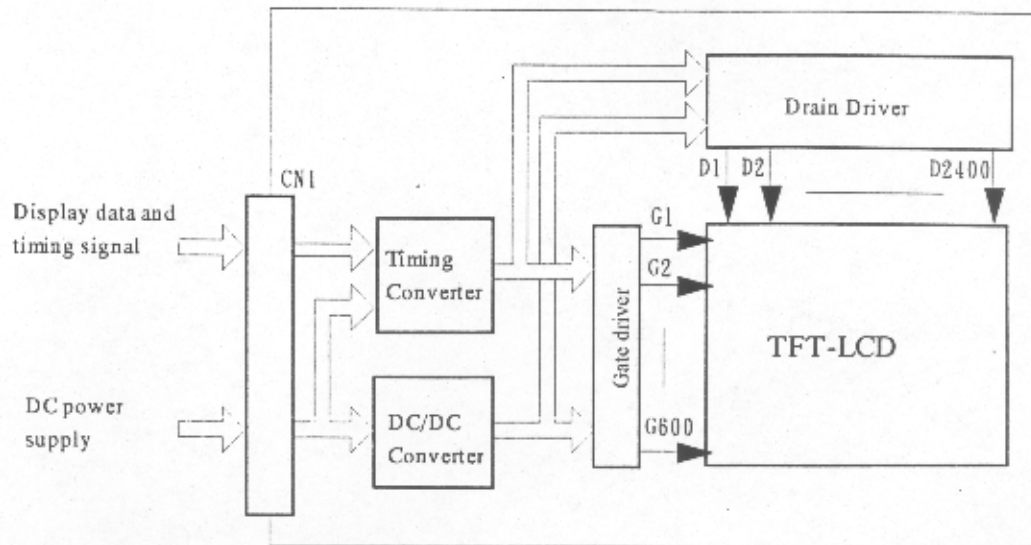 Drain Driver
D1 D2 D2400
CN1
Display data and
timing signal
Timing
Converter
G1
G2
Gate driver
TFT-LCD
DC power
supply
DC/DC
Converter
G600